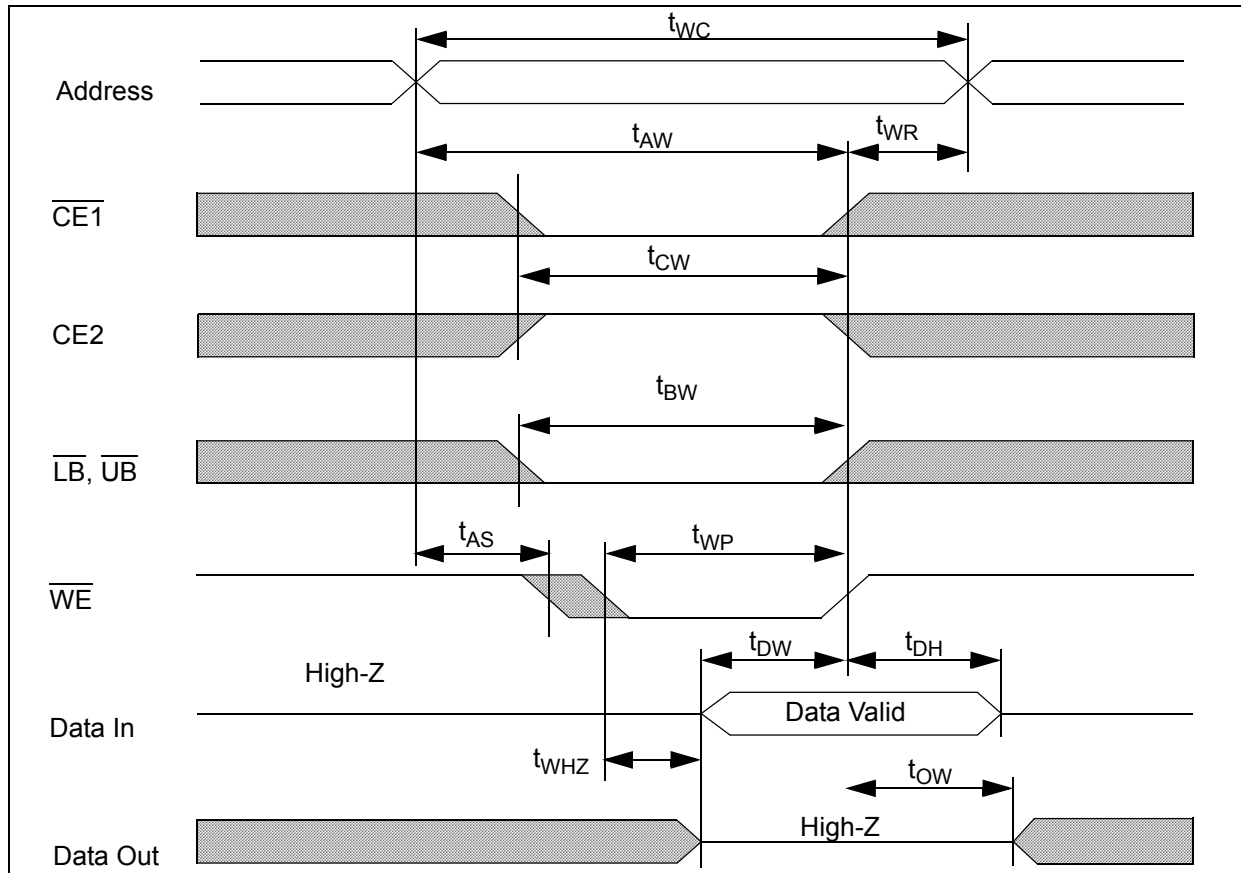 tWC
Address
tAW
tWR
CE1
tCW
CE2
tBW
LB, UB
tAS
tWP
WE
tDW
tDH
High-Z
Data In
Data Valid
tWHZ
tOW
High-Z
Data Out